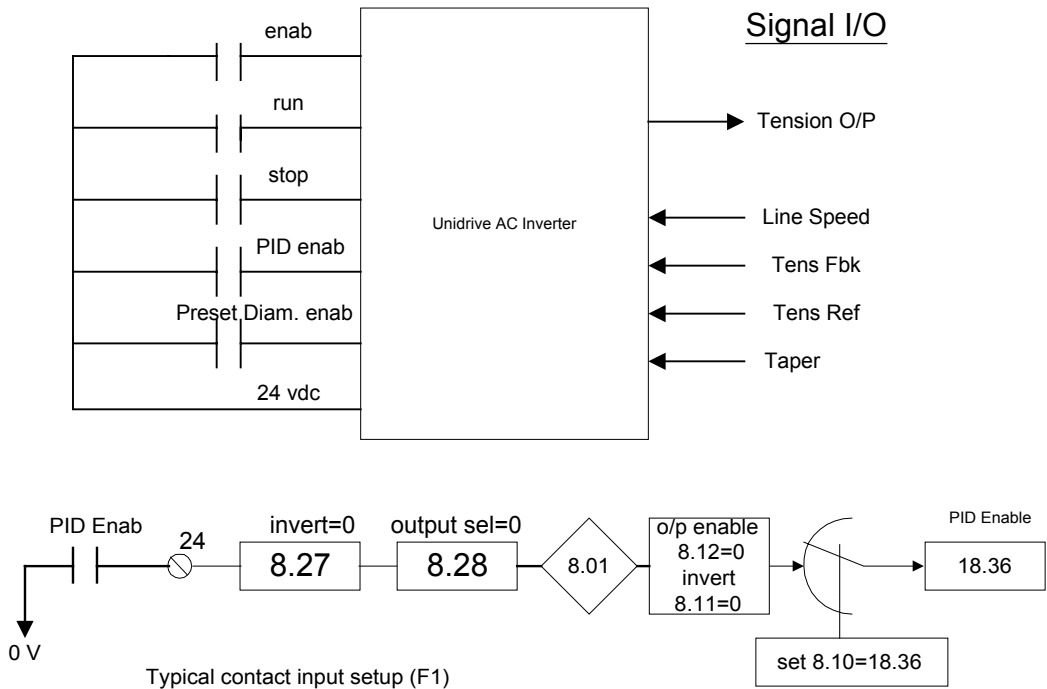 Signal I/O
enab
run
stop
PID enab
Preset Diam. enab
24 vdc
Unidrive AC Inverter
Tension O/P
Line Speed
Tens Fbk
Tens Ref
Taper
PID Enab
0 V
24
invert=0
8.27
output sel=0
8.28
8.01
o/p enable
8.12=0
invert
8.11=0
set 8.10=18.36
PID Enable
18.36
Typical contact input setup (F1)